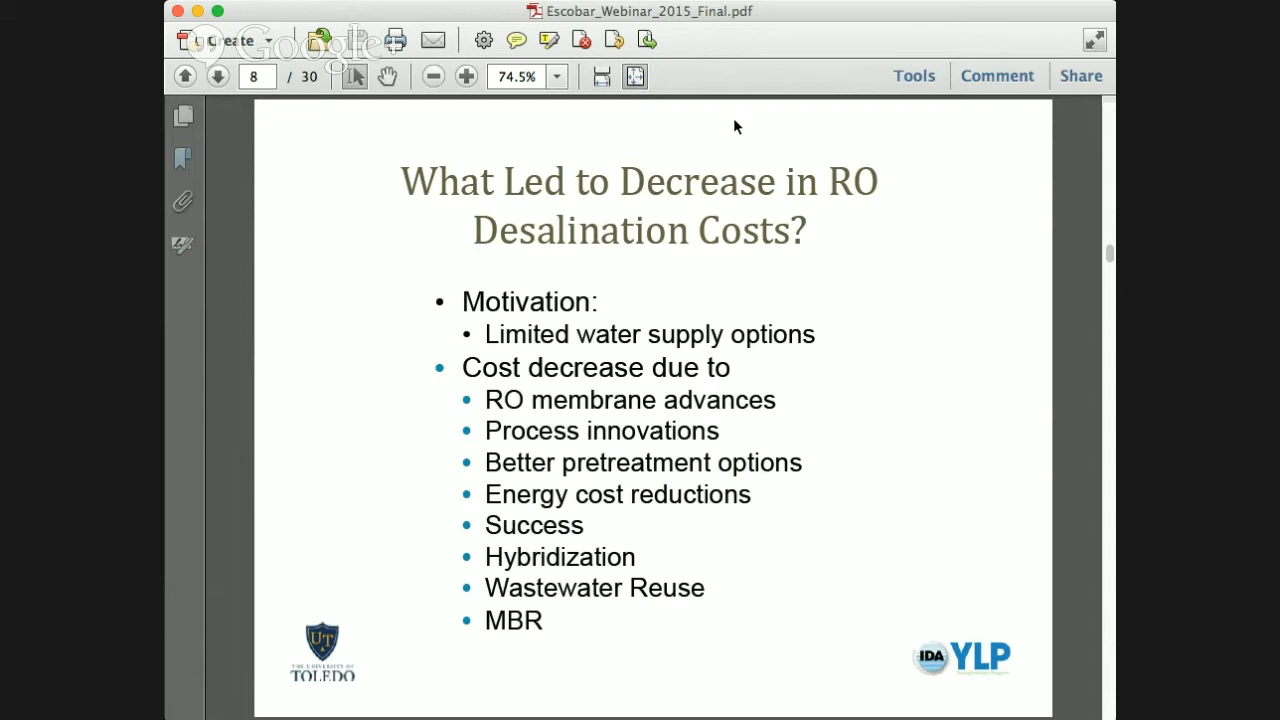 Escobar_Webinar_2015_Final.pdf
Create
Google+
8 / 30
74.5%
Tools
Comment
Share
What Led to Decrease in RO
Desalination Costs?
• Motivation:
• Limited water supply options
• Cost decrease due to
• RO membrane advances
• Process innovations
• Better pretreatment options
• Energy cost reductions
• Success
• Hybridization
• Wastewater Reuse
• MBR
UT
THE UNIVERSITY OF
TOLEDO
IDA YLP